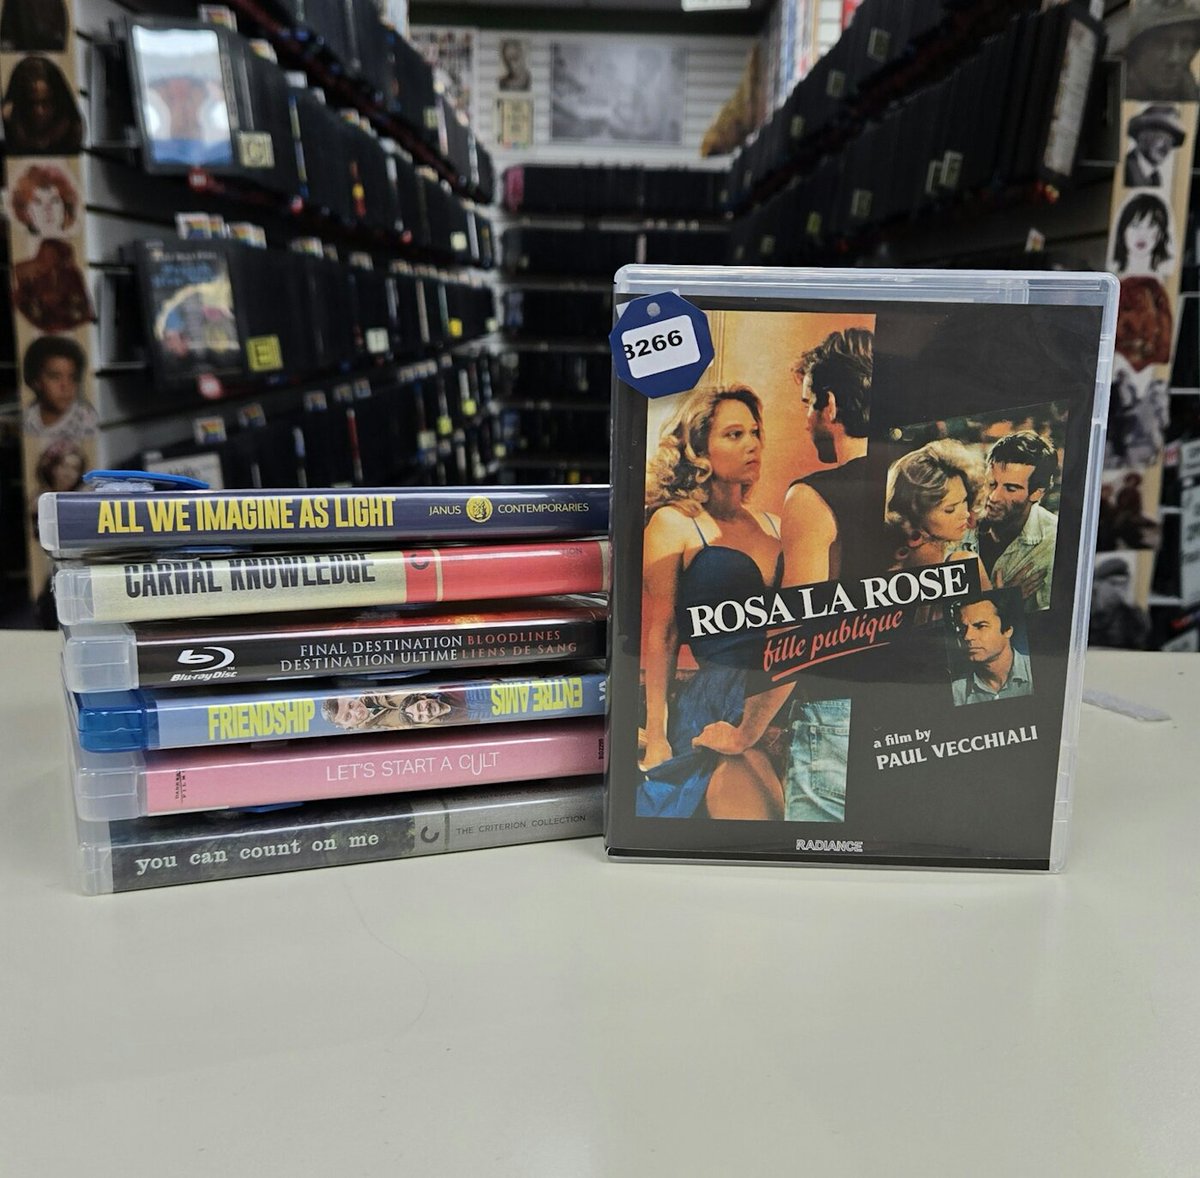 ALL WE IMAGINE AS LIGHT JANUS CONTEMPORARIES
CARNAL KNOWLEDGE
Blu-ray Disc
FINAL DESTINATION BLOODLINES
DESTINATION ULTIME LIENS DE SANG
FRIENDSHIP ENTRE AMIS
LET'S START A CULT
you can count on me THE CRITERION COLLECTION
8266
ROSA LA ROSE
fille publique
a film by
PAUL VECCHIALI
RADIANCE